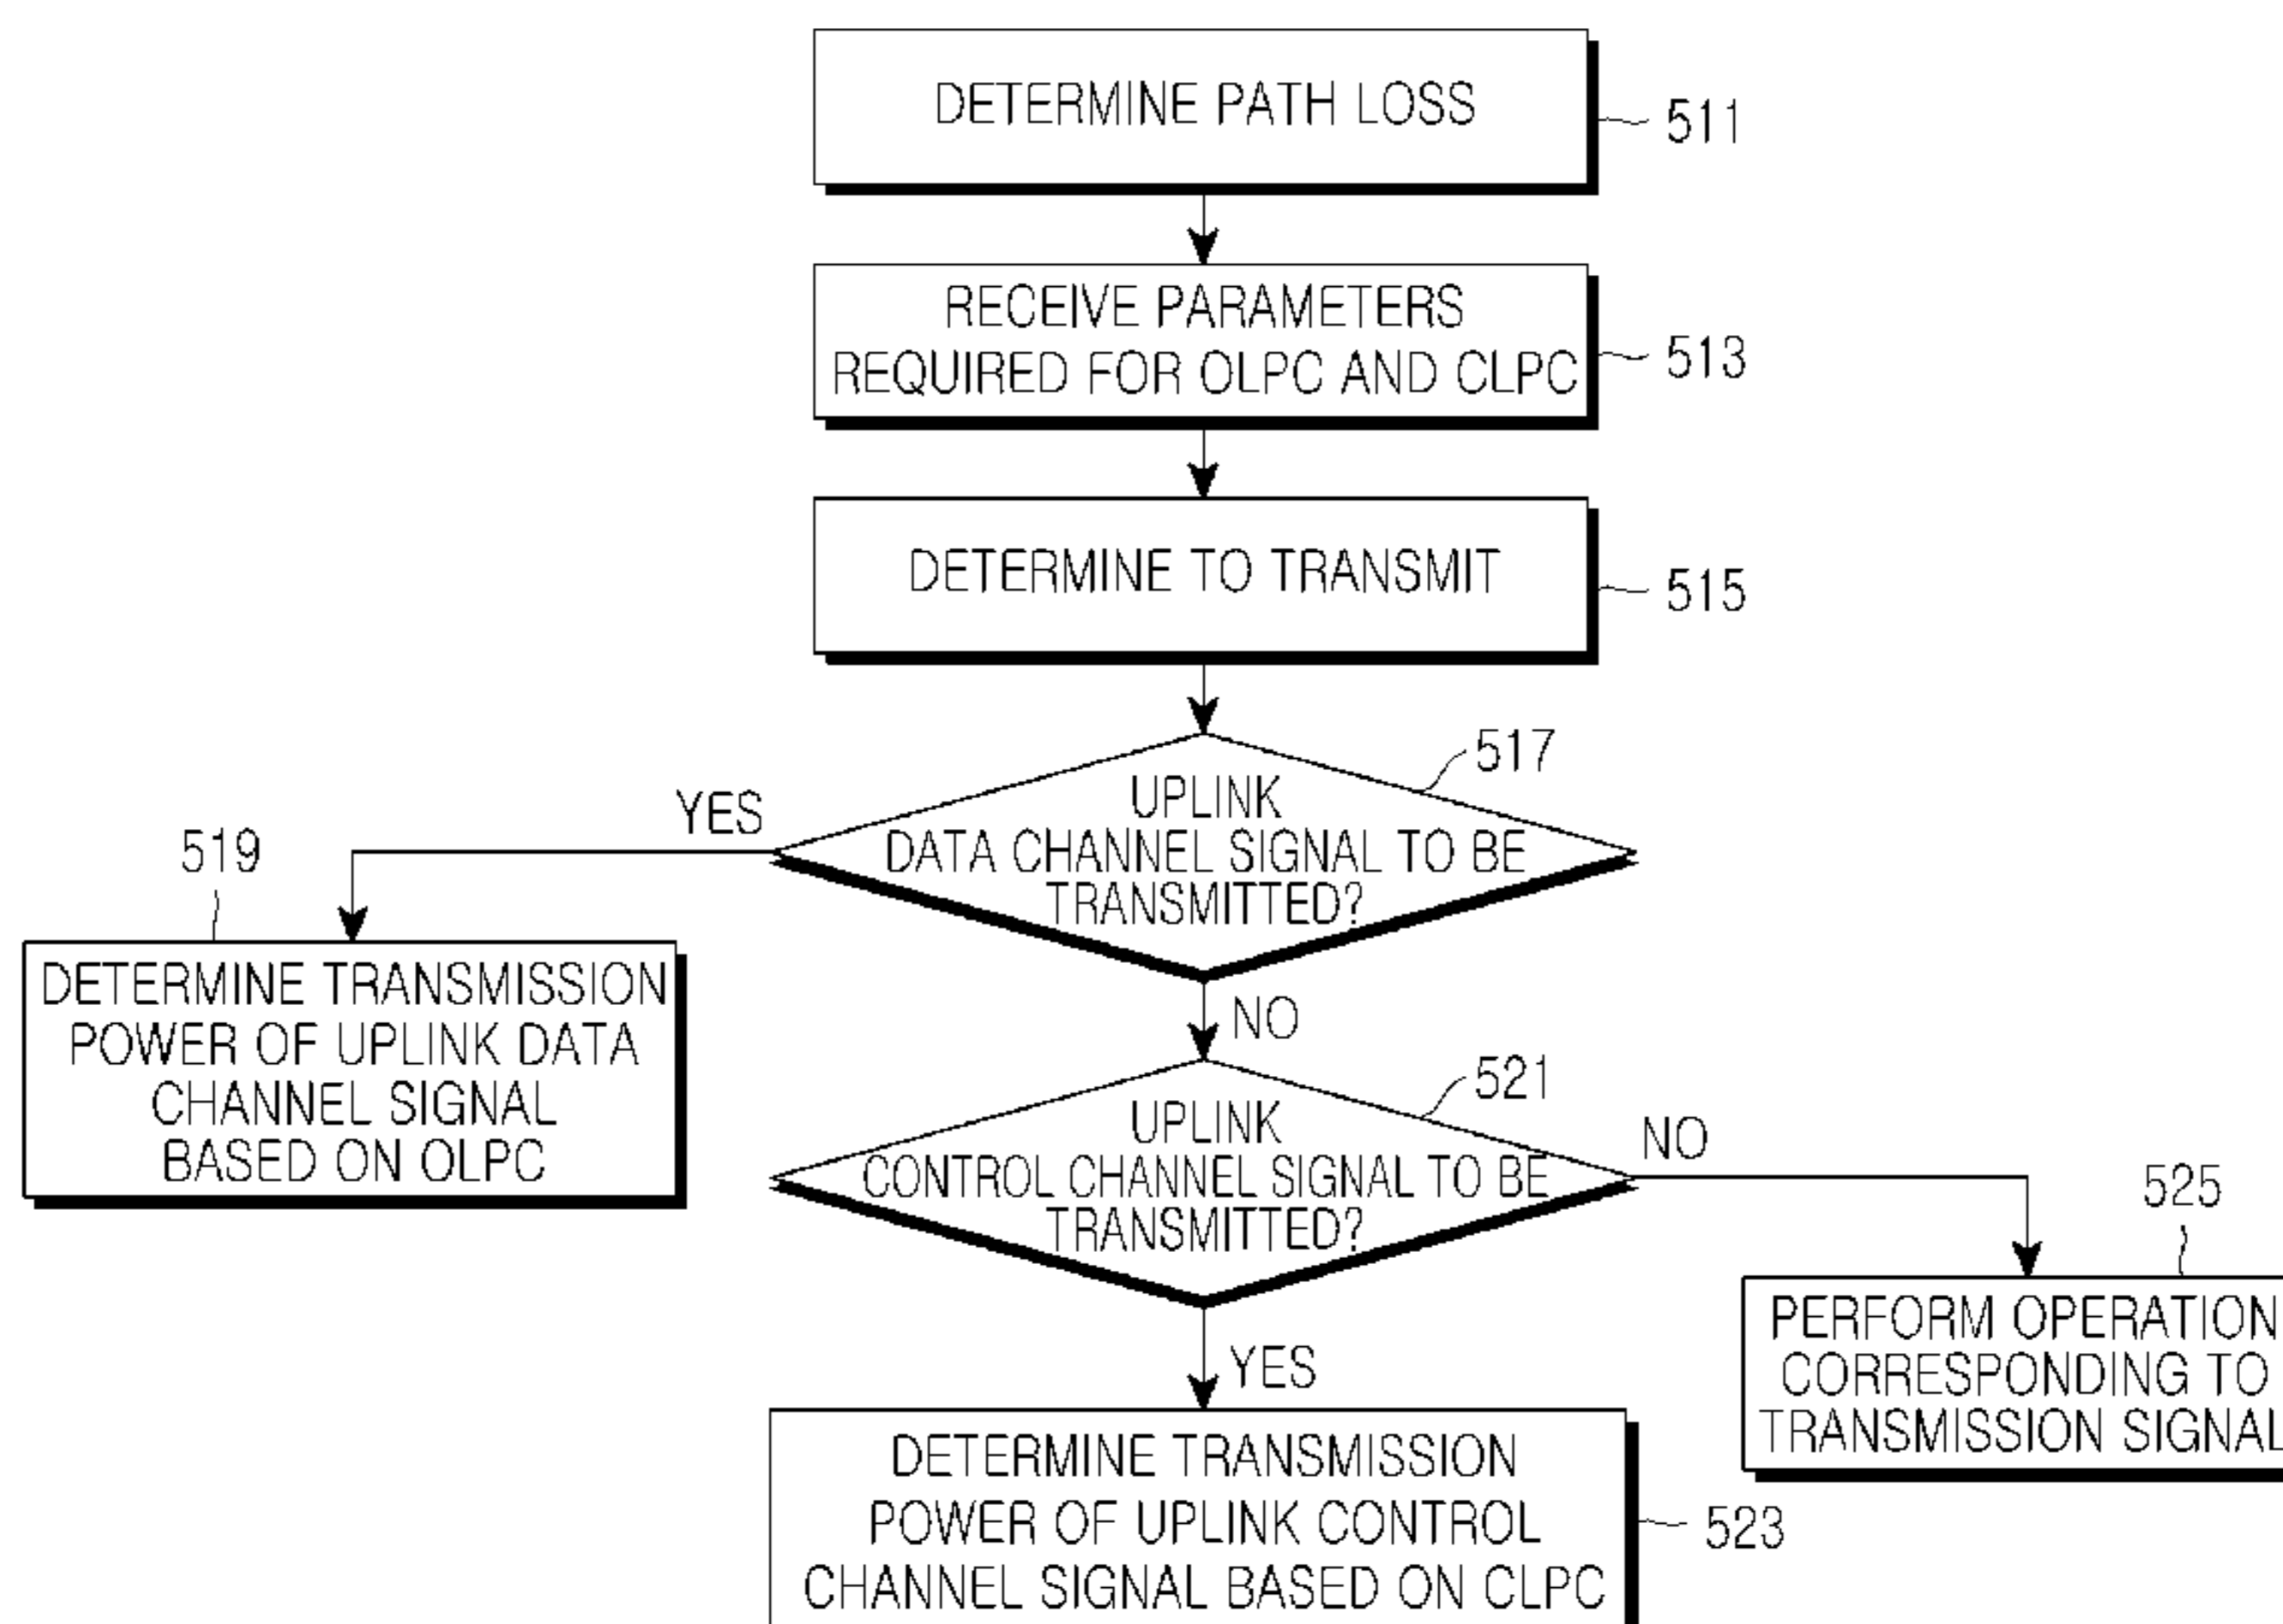 DETERMINE PATH LOSS
511
RECEIVE PARAMETERS
REQUIRED FOR OLPC AND CLPC
513
DETERMINE TO TRANSMIT
515
517
UPLINK
DATA CHANNEL SIGNAL TO BE
TRANSMITTED?
YES
519
DETERMINE TRANSMISSION
POWER OF UPLINK DATA
CHANNEL SIGNAL
BASED ON OLPC
NO
521
UPLINK
CONTROL CHANNEL SIGNAL TO BE
TRANSMITTED?
NO
525
PERFORM OPERATION
CORRESPONDING TO
TRANSMISSION SIGNAL
YES
DETERMINE TRANSMISSION
POWER OF UPLINK CONTROL
CHANNEL SIGNAL BASED ON CLPC
523